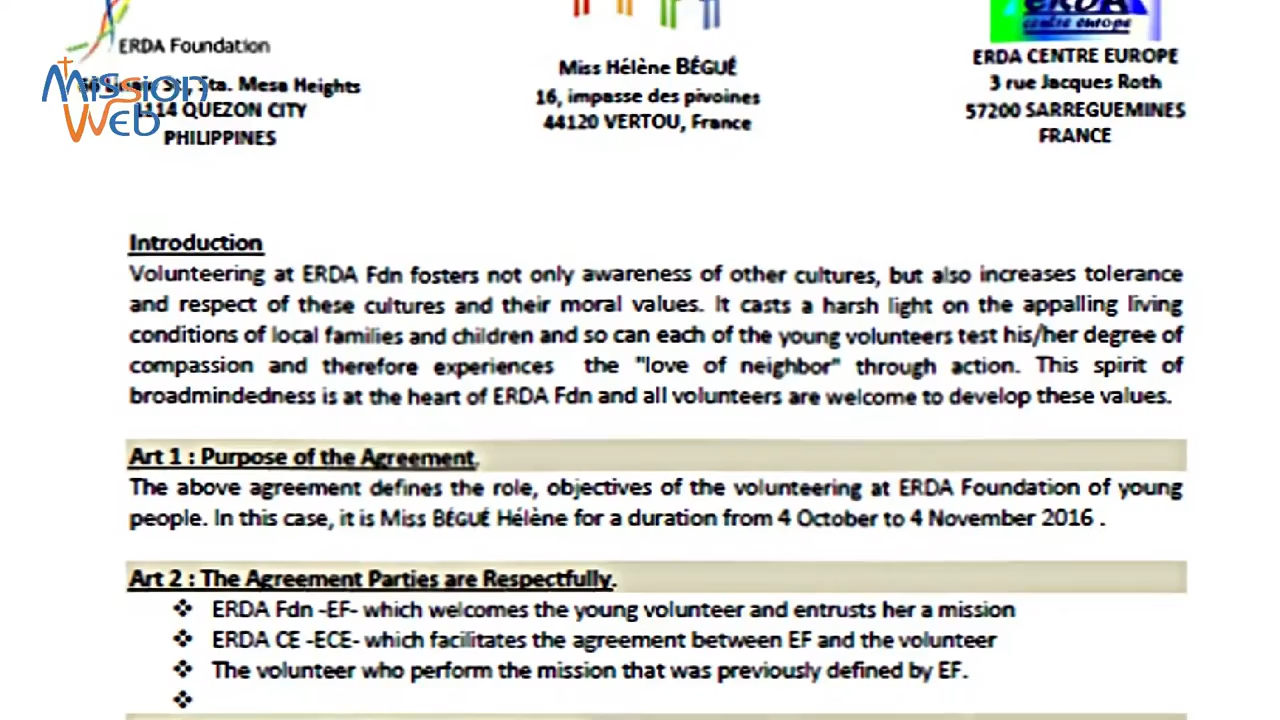 ERDA Foundation
Sta. Mesa Heights
1114 QUEZON CITY
PHILIPPINES
MISSION
WEB
Miss Hélène BÉGUÉ
16, impasse des pivoines
44120 VERTOU, France
ERDA
centre europe
ERDA CENTRE EUROPE
3 rue Jacques Roth
57200 SARREGUEMINES
FRANCE
Introduction
Volunteering at ERDA Fdn fosters not only awareness of other cultures, but also increases tolerance
and respect of these cultures and their moral values. It casts a harsh light on the appalling living
conditions of local families and children and so can each of the young volunteers test his/her degree of
compassion and therefore experiences the "love of neighbor" through action. This spirit of
broadmindedness is at the heart of ERDA Fdn and all volunteers are welcome to develop these values.
Art 1 : Purpose of the Agreement.
The above agreement defines the role, objectives of the volunteering at ERDA Foundation of young
people. In this case, it is Miss BÉGUÉ Hélène for a duration from 4 October to 4 November 2016 .
Art 2 : The Agreement Parties are Respectfully.
❖ ERDA Fdn -EF- which welcomes the young volunteer and entrusts her a mission
❖ ERDA CE -ECE- which facilitates the agreement between EF and the volunteer
❖ The volunteer who perform the mission that was previously defined by EF.
❖